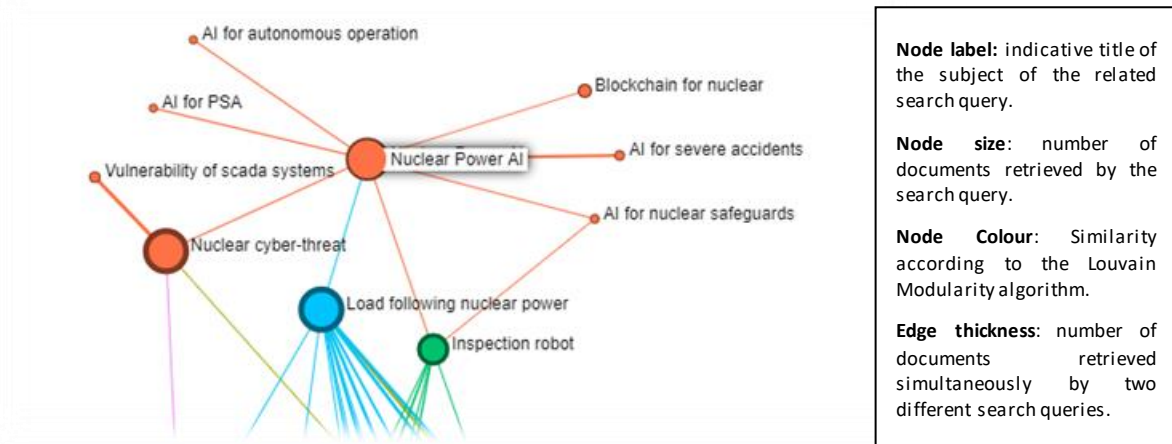 AI for autonomous operation
Blockchain for nuclear
AI for PSA
Nuclear Power AI
AI for severe accidents
Vulnerability of scada systems
AI for nuclear safeguards
Nuclear cyber-threat
Load following nuclear power
Inspection robot
Node label: indicative title of
the subject of the related
search query.
Node size: number of
documents retrieved by the
search query.
Node Colour: Similarity
according to the Louvain
Modularity algorithm.
Edge thickness: number of
documents retrieved
simultaneously by two
different search queries.